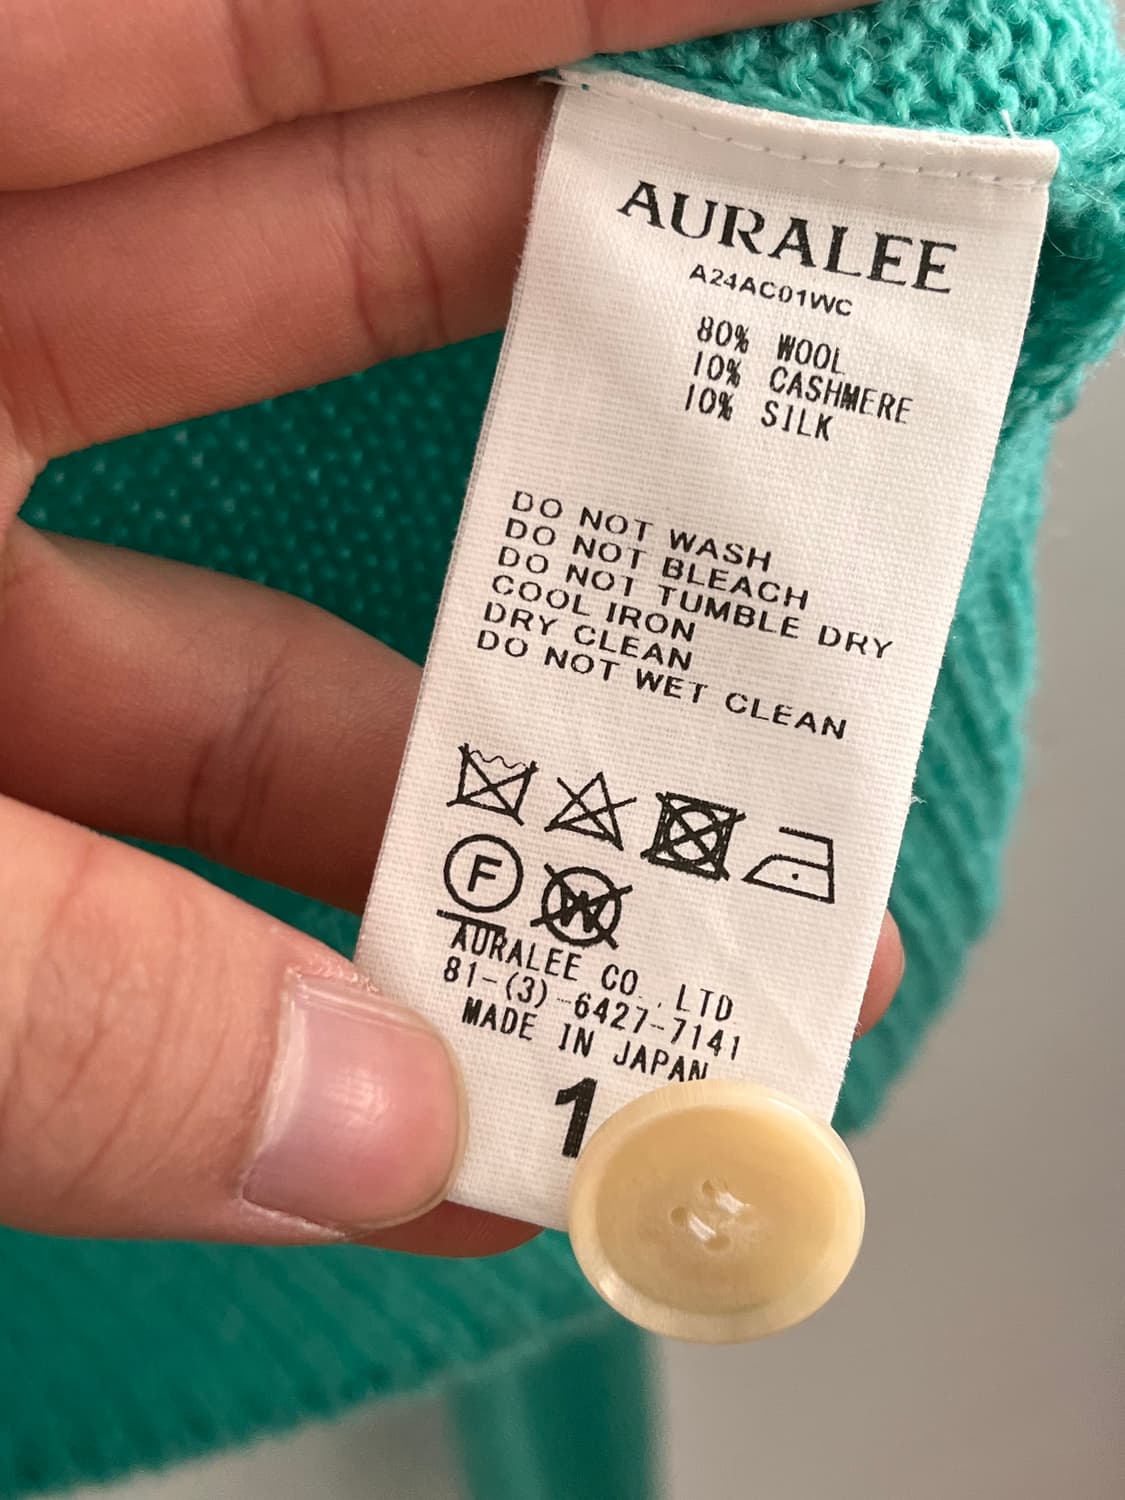 AURALEE
A24AC01WC
80% WOOL
10% CASHMERE
10% SILK
DO NOT WASH
DO NOT BLEACH
DO NOT TUMBLE DRY
COOL IRON
DRY CLEAN
DO NOT WET CLEAN
F W
AURALEE CO.,LTD
81-(3)-6427-7141
MADE IN JAPAN
1